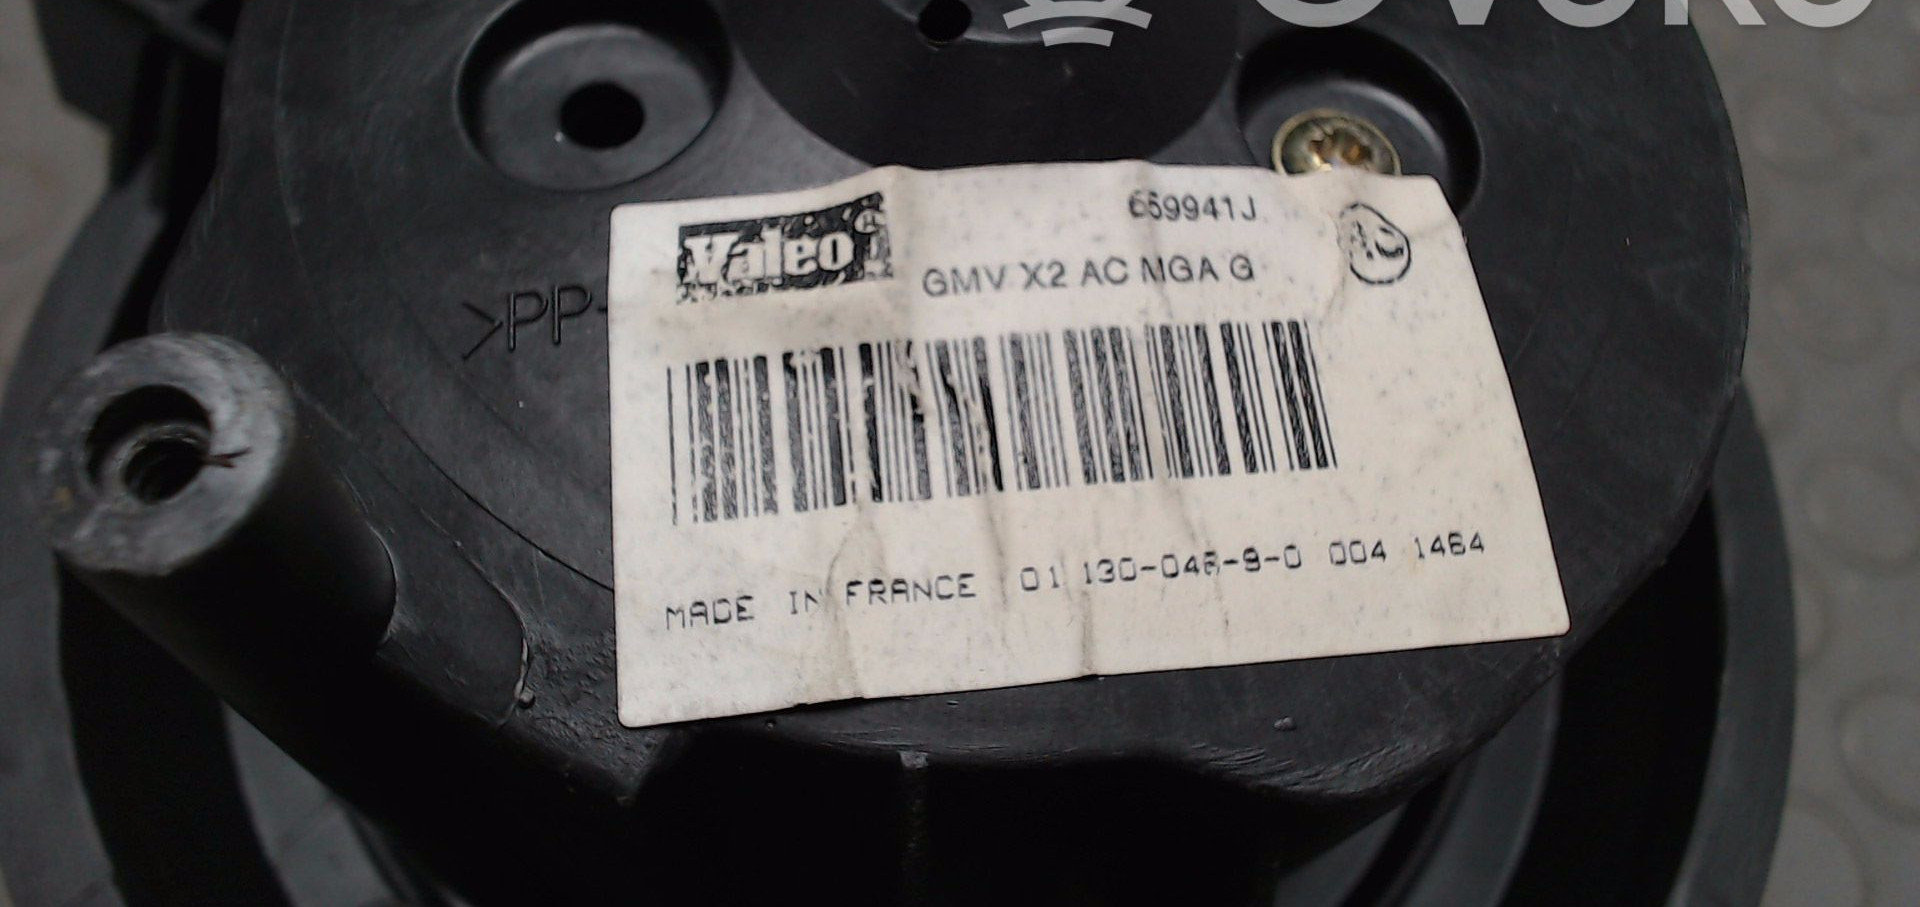 659941J
Valeo
GMV X2 AC MGA G
>PP-
MADE IN FRANCE 01 130-048-9-0 004 1464